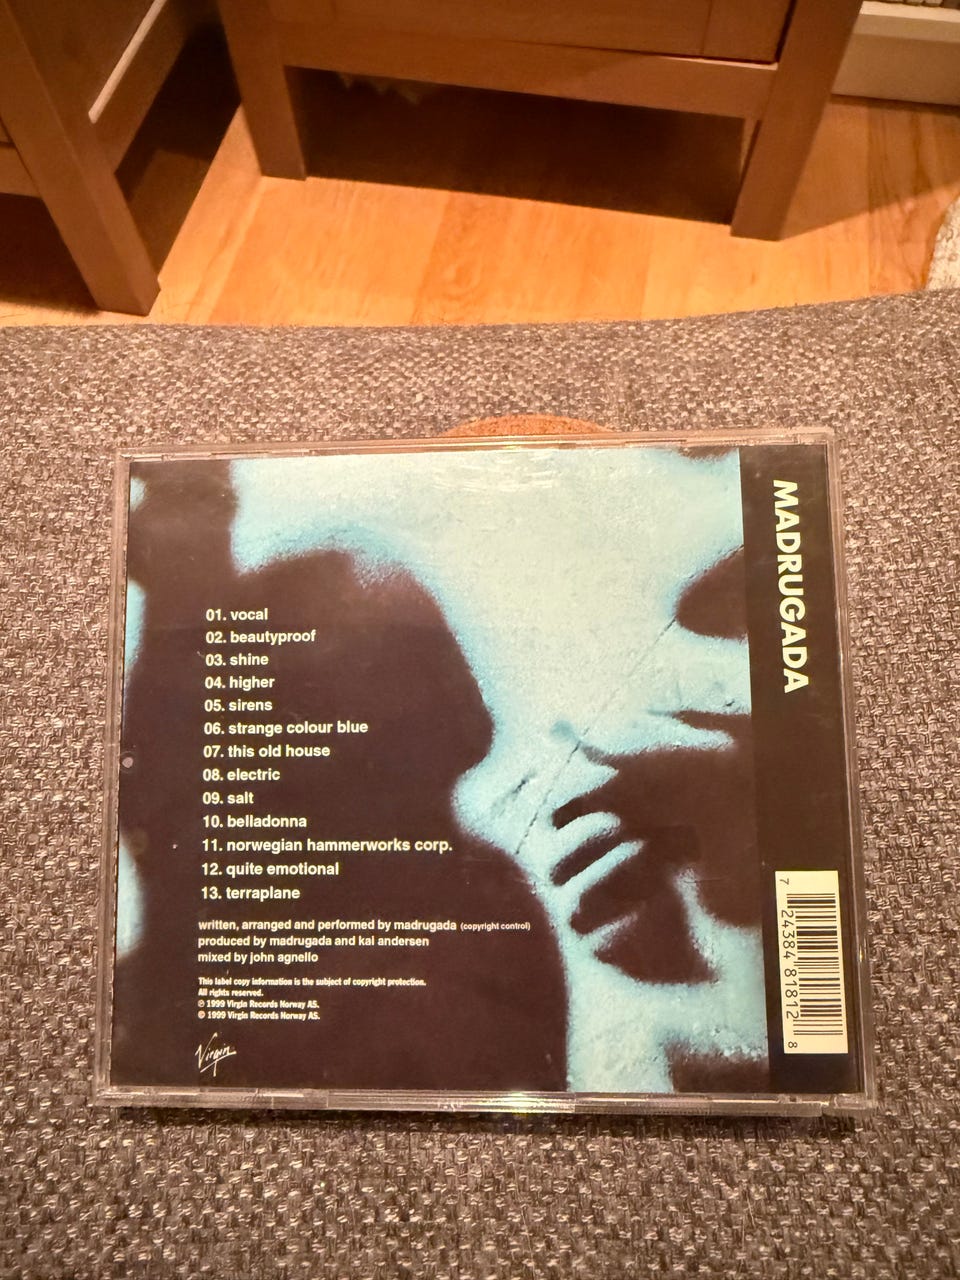 MADRUGADA
01. vocal
02. beautyproof
03. shine
04. higher
05. sirens
06. strange colour blue
07. this old house
08. electric
09. salt
10. belladonna
11. norwegian hammerworks corp.
12. quite emotional
13. terraplane
written, arranged and performed by madrugada (copyright control)
produced by madrugada and kai andersen
mixed by john agnello
This label copy information is the subject of copyright protection.
All rights reserved.
℗ 1999 Virgin Records Norway AS.
© 1999 Virgin Records Norway AS.
Virgin
7 24384 81812 8